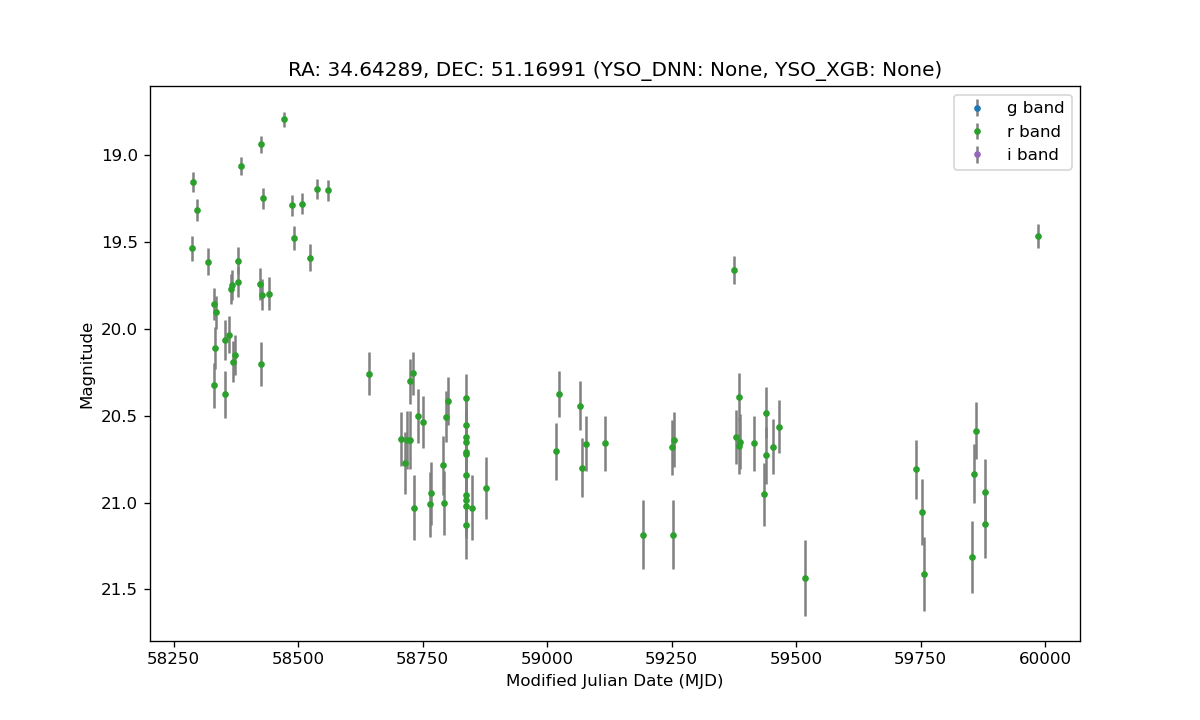 RA: 34.64289, DEC: 51.16991 (YSO_DNN: None, YSO_XGB: None)
g band
r band
i band
19.0
19.5
20.0
20.5
21.0
21.5
Magnitude
58250 58500 58750 59000 59250 59500 59750 60000
Modified Julian Date (MJD)